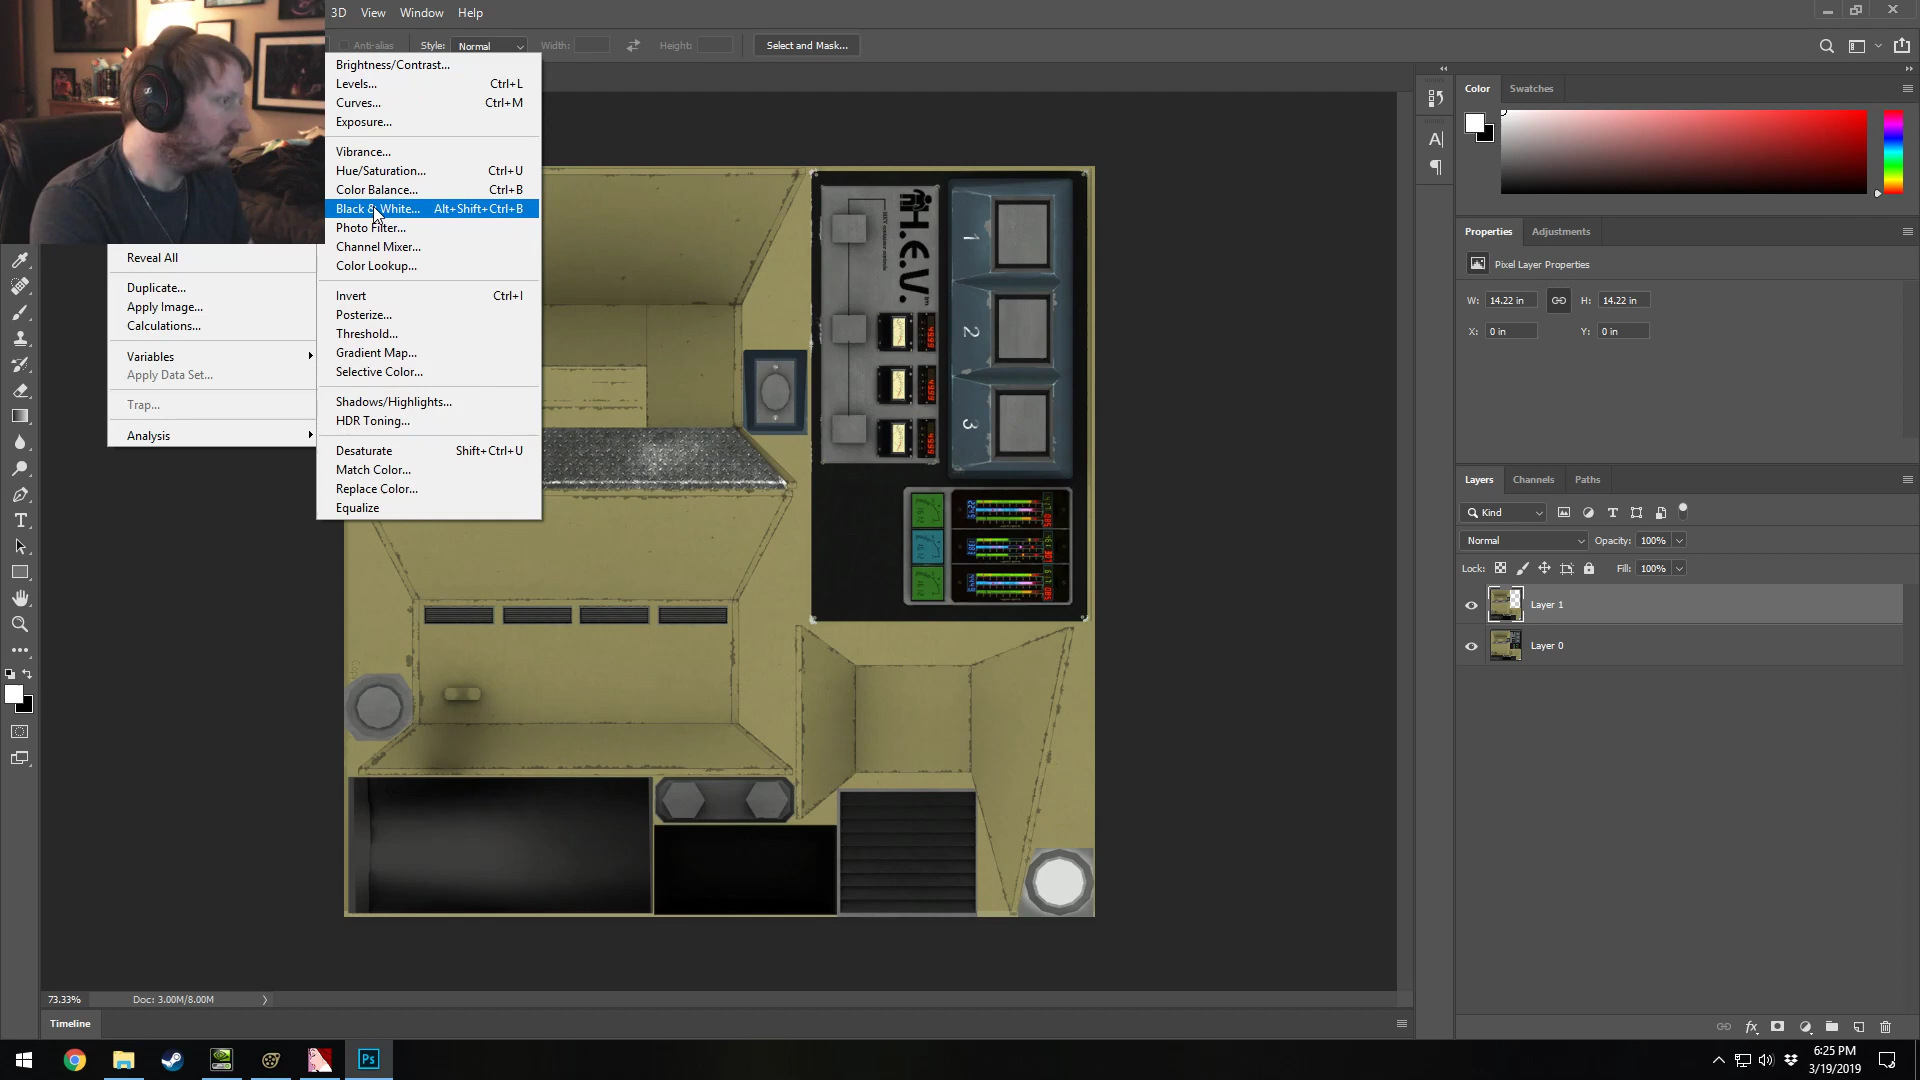 3D View Window Help
Anti-alias Style: Normal Width: Height: Select and Mask...
Brightness/Contrast...
Levels... Ctrl+L
Curves... Ctrl+M
Exposure...
Vibrance...
Hue/Saturation... Ctrl+U
Color Balance... Ctrl+B
Black & White... Alt+Shift+Ctrl+B
Photo Filter...
Channel Mixer...
Color Lookup...
Invert Ctrl+I
Posterize...
Threshold...
Gradient Map...
Selective Color...
Shadows/Highlights...
HDR Toning...
Desaturate Shift+Ctrl+U
Match Color...
Replace Color...
Equalize
Reveal All
Duplicate...
Apply Image...
Calculations...
Variables
Apply Data Set...
Trap...
Analysis
H.E.V.
tm
1
2
3
Color Swatches
Properties Adjustments
Pixel Layer Properties
W: 14.22 in H: 14.22 in
X: 0 in Y: 0 in
Layers Channels Paths
Kind
Normal Opacity: 100%
Lock: Fill: 100%
Layer 1
Layer 0
73.33% Doc: 3.00M/8.00M
Timeline
Ps
6:25 PM
3/19/2019